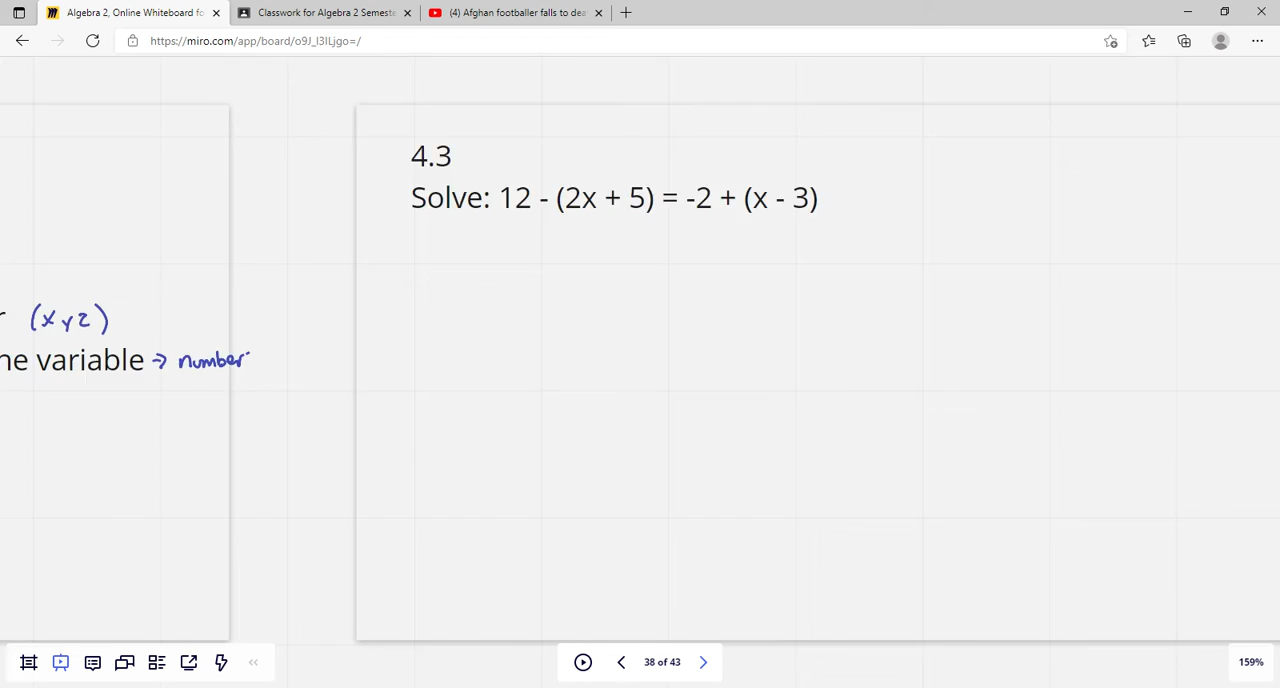 Algebra 2, Online Whiteboard fo
Classwork for Algebra 2 Semeste
(4) Afghan footballer falls to dea
https://miro.com/app/board/o9J_l3lLjgo=/
4.3
Solve: 12 - (2x + 5) = -2 + (x - 3)
(x y z)
he variable → number
38 of 43
159%